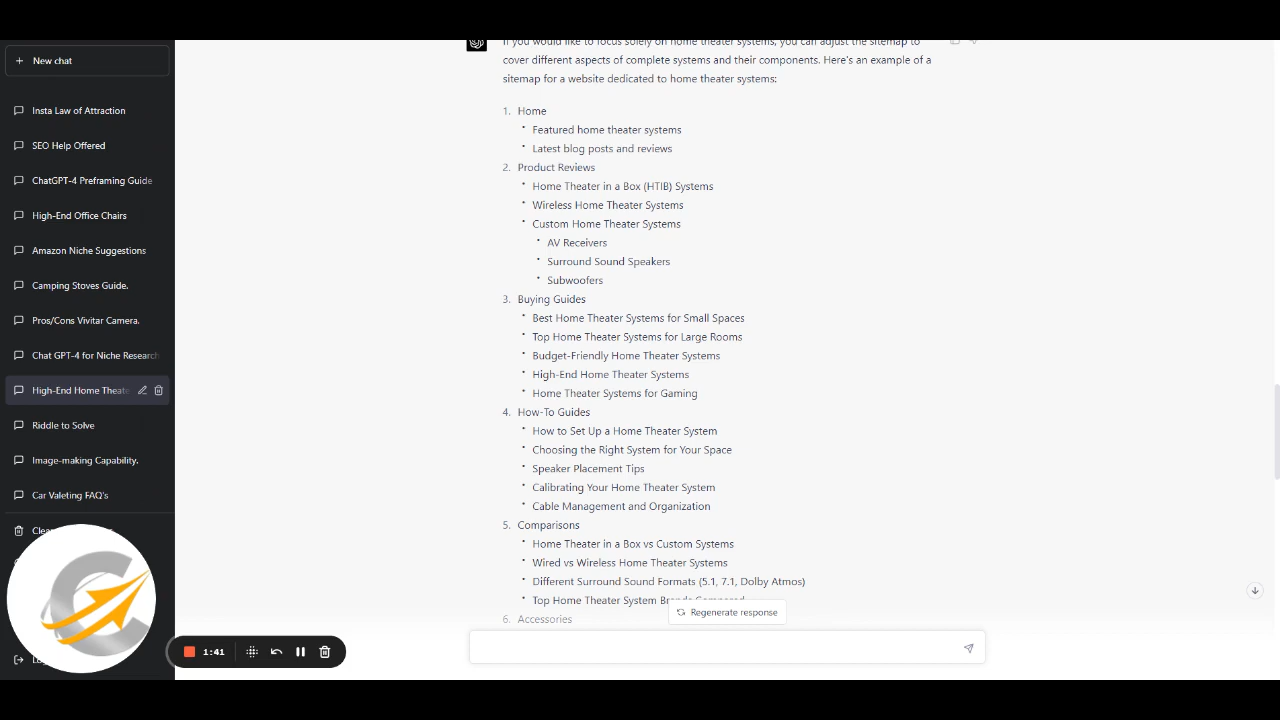 New chat
Insta Law of Attraction
SEO Help Offered
ChatGPT-4 Preframing Guide
High-End Office Chairs
Amazon Niche Suggestions
Camping Stoves Guide.
Pros/Cons Vivitar Camera.
Chat GPT-4 for Niche Research
High-End Home Theate
Riddle to Solve
Image-making Capability.
Car Valeting FAQ's
1:41
If you would like to focus solely on home theater systems, you can adjust the sitemap to
cover different aspects of complete systems and their components. Here's an example of a
sitemap for a website dedicated to home theater systems:
1. Home
• Featured home theater systems
• Latest blog posts and reviews
2. Product Reviews
• Home Theater in a Box (HTIB) Systems
• Wireless Home Theater Systems
• Custom Home Theater Systems
• AV Receivers
• Surround Sound Speakers
• Subwoofers
3. Buying Guides
• Best Home Theater Systems for Small Spaces
• Top Home Theater Systems for Large Rooms
• Budget-Friendly Home Theater Systems
• High-End Home Theater Systems
• Home Theater Systems for Gaming
4. How-To Guides
• How to Set Up a Home Theater System
• Choosing the Right System for Your Space
• Speaker Placement Tips
• Calibrating Your Home Theater System
• Cable Management and Organization
5. Comparisons
• Home Theater in a Box vs Custom Systems
• Wired vs Wireless Home Theater Systems
• Different Surround Sound Formats (5.1, 7.1, Dolby Atmos)
• Top Home Theater System
Regenerate response
6. Accessories